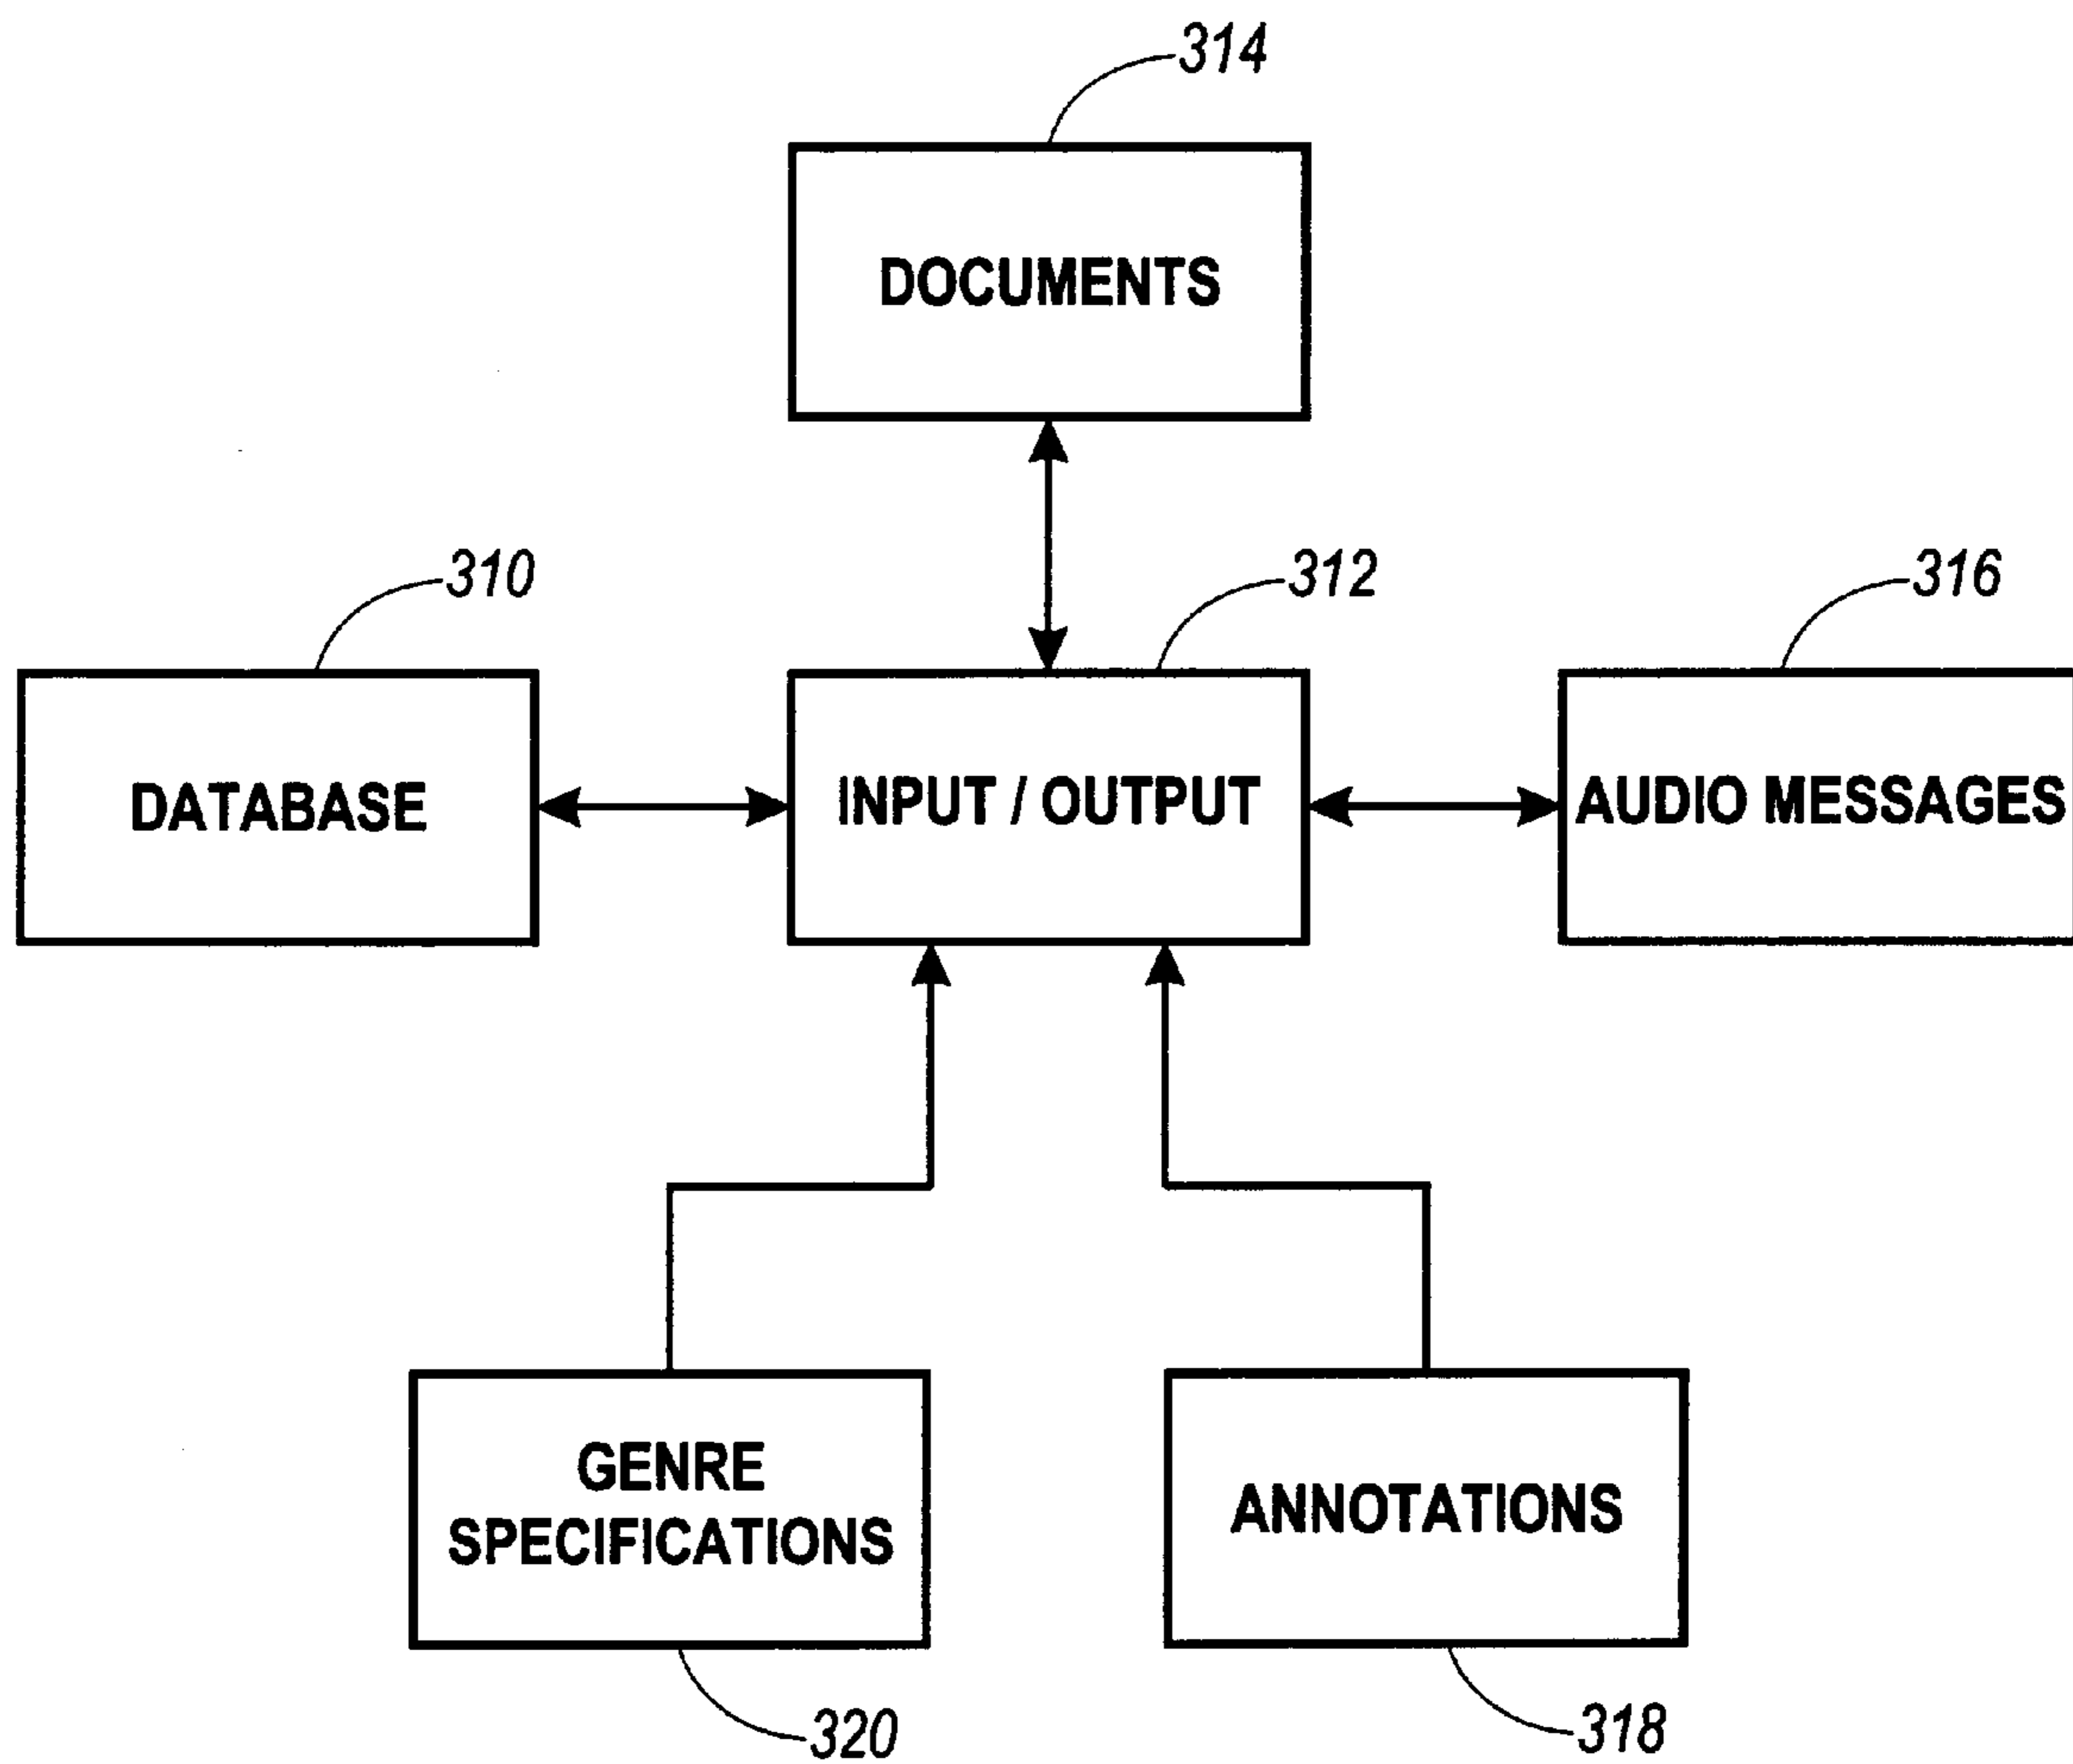 314
DOCUMENTS
310
312
316
DATABASE
INPUT / OUTPUT
AUDIO MESSAGES
GENRE
SPECIFICATIONS
ANNOTATIONS
320
318